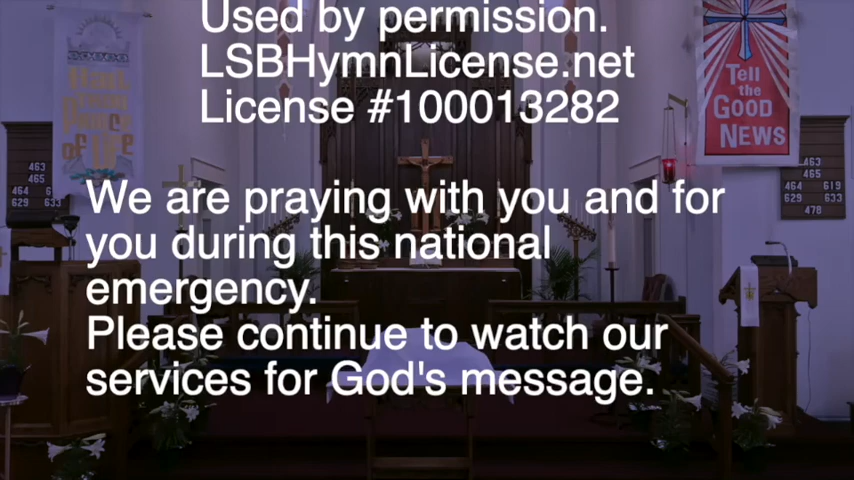 Used by permission.
LSBHymnLicense.net
License #100013282
We are praying with you and for
you during this national
emergency.
Please continue to watch our
services for God's message.
Tell
the
GOOD
NEWS
463
465
464
629 633
463
465
464 619
629 633
478
of